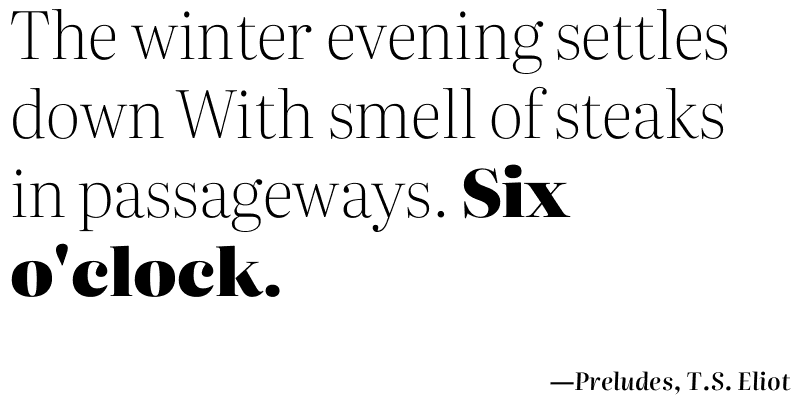 The winter evening settles
down With smell of steaks
in passageways. Six
o'clock.
—Preludes, T.S. Eliot